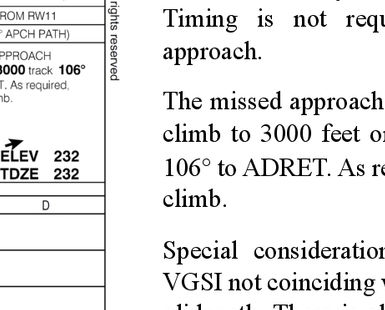 ROM RW11
° APCH PATH)
PPROACH
3000 track 106°
T. As required,
mb.
ELEV 232
TDZE 232
D
rights reserved
Timing is not requ
approach.
The missed approach
climb to 3000 feet o
106° to ADRET. As re
climb.
Special consideration
VGSI not coinciding